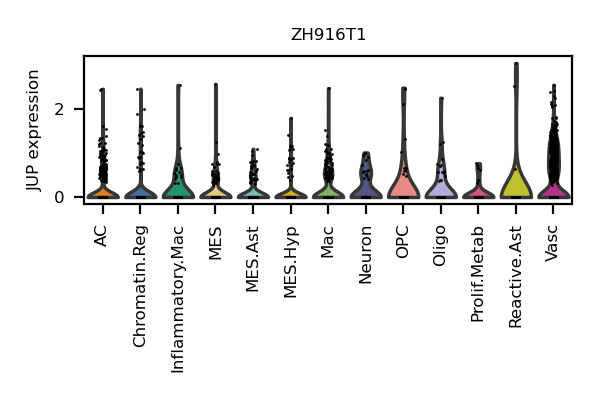 ZH916T1
JUP expression
2
0
AC
Chromatin.Reg
Inflammatory.Mac
MES
MES.Ast
MES.Hyp
Mac
Neuron
OPC
Oligo
Prolif.Metab
Reactive.Ast
Vasc